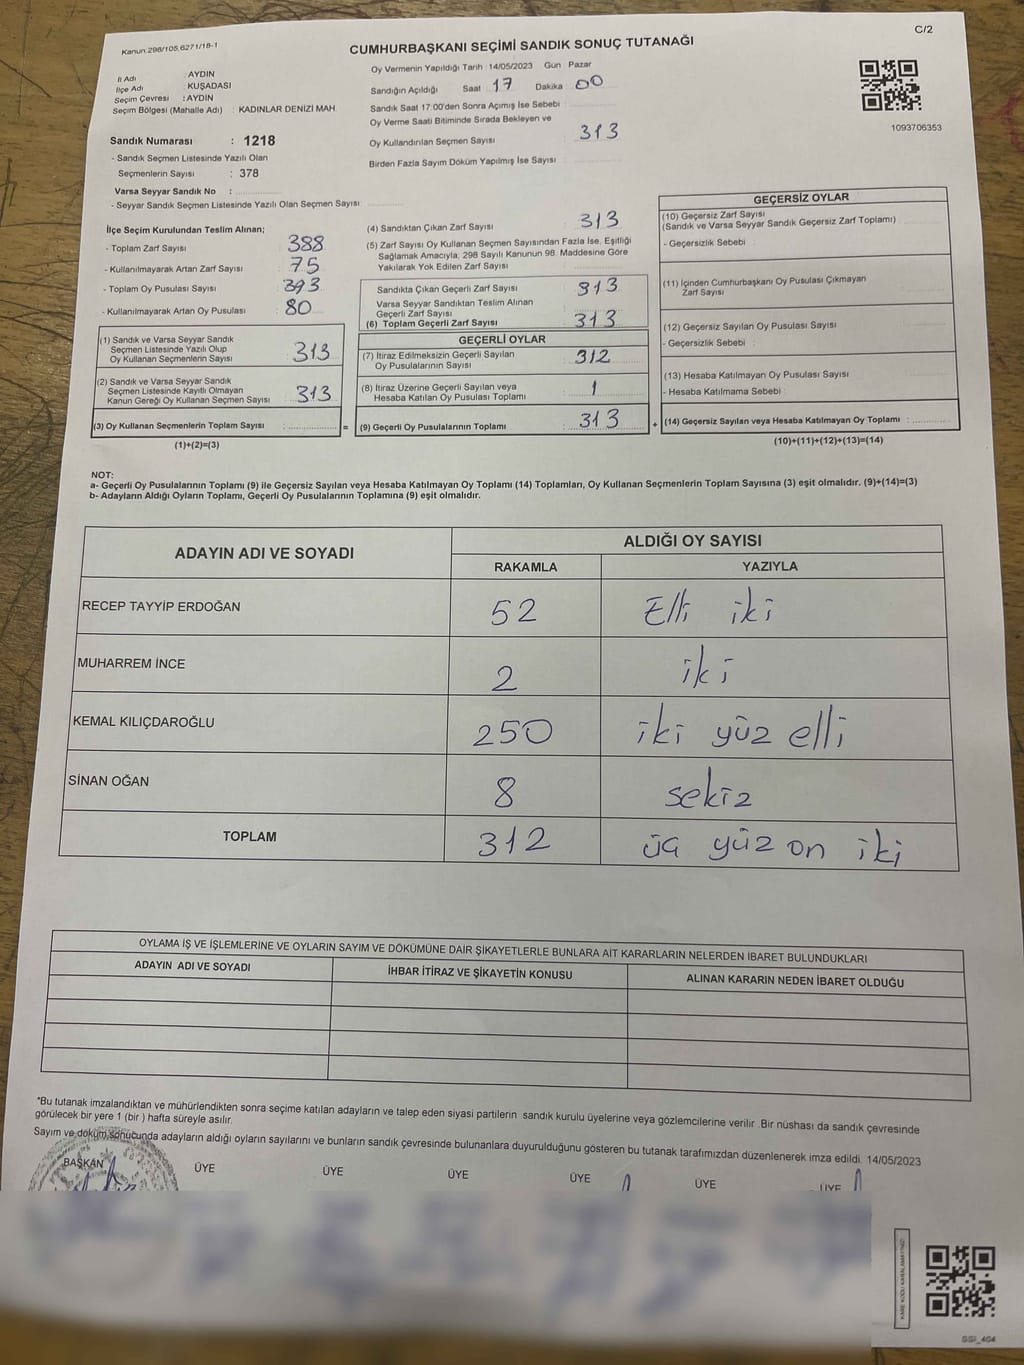 Kanun:298/105,6271/18-1
C/2
CUMHURBAŞKANI SEÇİMİ SANDIK SONUÇ TUTANAĞI
İl Adı : AYDIN
İlçe Adı : KUŞADASI
Seçim Çevresi : AYDIN
Seçim Bölgesi (Mahalle Adı) : KADINLAR DENİZİ MAH.
Oy Vermenin Yapıldığı Tarih : 14/05/2023 Gün Pazar
Sandığın Açıldığı Saat 17 Dakika 00
Sandık Saat 17:00'den Sonra Açımış İse Sebebi :
Oy Verme Saati Bitiminde Sırada Bekleyen ve
Oy Kullandırılan Seçmen Sayısı : 313
Birden Fazla Sayım Döküm Yapılmış İse Sayısı :
1093706353
Sandık Numarası : 1218
- Sandık Seçmen Listesinde Yazılı Olan
Seçmenlerin Sayısı : 378
Varsa Seyyar Sandık No :
- Seyyar Sandık Seçmen Listesinde Yazılı Olan Seçmen Sayısı :
İlçe Seçim Kurulundan Teslim Alınan;
- Toplam Zarf Sayısı : 388
- Kullanılmayarak Artan Zarf Sayısı : 75
- Toplam Oy Pusulası Sayısı : 393
- Kullanılmayarak Artan Oy Pusulası : 80
(1) Sandık ve Varsa Seyyar Sandık
Seçmen Listesinde Yazılı Olup
Oy Kullanan Seçmenlerin Sayısı : 313
(2) Sandık ve Varsa Seyyar Sandık
Seçmen Listesinde Kayıtlı Olmayan
Kanun Gereği Oy Kullanan Seçmen Sayısı : 313
(3) Oy Kullanan Seçmenlerin Toplam Sayısı : =
(1)+(2)=(3)
(4) Sandıktan Çıkan Zarf Sayısı : 313
(5) Zarf Sayısı Oy Kullanan Seçmen Sayısından Fazla İse, Eşitliği
Sağlamak Amacıyla, 298 Sayılı Kanunun 98. Maddesine Göre
Yakılarak Yok Edilen Zarf Sayısı :
Sandıkta Çıkan Geçerli Zarf Sayısı : 313
Varsa Seyyar Sandıktan Teslim Alınan
Geçerli Zarf Sayısı :
(6) Toplam Geçerli Zarf Sayısı : 313
GEÇERLİ OYLAR
(7) İtiraz Edilmeksizin Geçerli Sayılan
Oy Pusulalarının Sayısı : 312
(8) İtiraz Üzerine Geçerli Sayılan veya
Hesaba Katılan Oy Pusulası Toplamı : 1
(9) Geçerli Oy Pusulalarının Toplamı : 313 +
GEÇERSİZ OYLAR
(10) Geçersiz Zarf Sayısı
(Sandık ve Varsa Seyyar Sandık Geçersiz Zarf Toplamı) :
- Geçersizlik Sebebi :
(11) İçinden Cumhurbaşkanı Oy Pusulası Çıkmayan
Zarf Sayısı :
(12) Geçersiz Sayılan Oy Pusulası Sayısı :
- Geçersizlik Sebebi :
(13) Hesaba Katılmayan Oy Pusulası Sayısı :
- Hesaba Katılmama Sebebi :
(14) Geçersiz Sayılan veya Hesaba Katılmayan Oy Toplamı :
(10)+(11)+(12)+(13)=(14)
NOT:
a- Geçerli Oy Pusulalarının Toplamı (9) ile Geçersiz Sayılan veya Hesaba Katılmayan Oy Toplamı (14) Toplamları, Oy Kullanan Seçmenlerin Toplam Sayısına (3) eşit olmalıdır. (9)+(14)=(3)
b- Adayların Aldığı Oyların Toplamı, Geçerli Oy Pusulalarının Toplamına (9) eşit olmalıdır.
ADAYIN ADI VE SOYADI
ALDIĞI OY SAYISI
RAKAMLA YAZIYLA
RECEP TAYYİP ERDOĞAN 52 Elli iki
MUHARREM İNCE 2 iki
KEMAL KILIÇDAROĞLU 250 iki yüz elli
SİNAN OĞAN 8 sekiz
TOPLAM 312 üç yüz on iki
OYLAMA İŞ VE İŞLEMLERİNE VE OYLARIN SAYIM VE DÖKÜMÜNE DAİR ŞİKAYETLERLE BUNLARA AİT KARARLARIN NELERDEN İBARET BULUNDUKLARI
ADAYIN ADI VE SOYADI İHBAR İTİRAZ VE ŞİKAYETİN KONUSU ALINAN KARARIN NEDEN İBARET OLDUĞU
*Bu tutanak imzalandıktan ve mühürlendikten sonra seçime katılan adayların ve talep eden siyasi partilerin sandık kurulu üyelerine veya gözlemcilerine verilir .Bir nüshası da sandık çevresinde
görülecek bir yere 1 (bir ) hafta süreyle asılır.
Sayım ve döküm sonucunda adayların aldığı oyların sayılarını ve bunların sandık çevresinde bulunanlara duyurulduğunu gösteren bu tutanak tarafımızdan düzenlenerek imza edildi. 14/05/2023
BAŞKAN ÜYE ÜYE ÜYE ÜYE ÜYE ÜYE
SSİ_404